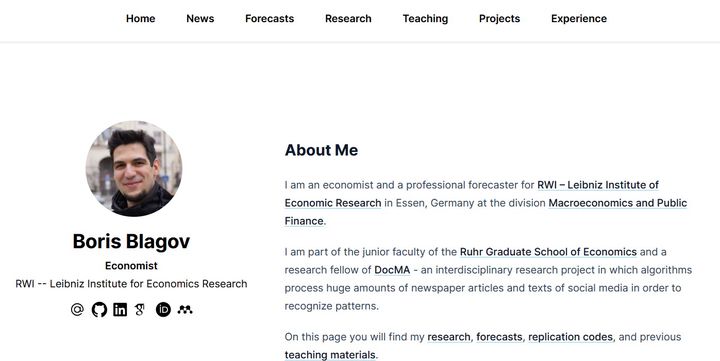 Home News Forecasts Research Teaching Projects Experience
Boris Blagov
Economist
RWI -- Leibniz Institute for Economics Research
About Me
I am an economist and a professional forecaster for RWI – Leibniz Institute of
Economic Research in Essen, Germany at the division Macroeconomics and Public
Finance.
I am part of the junior faculty of the Ruhr Graduate School of Economics and a
research fellow of DocMA - an interdisciplinary research project in which algorithms
process huge amounts of newspaper articles and texts of social media in order to
recognize patterns.
On this page you will find my research, forecasts, replication codes, and previous
teaching materials.